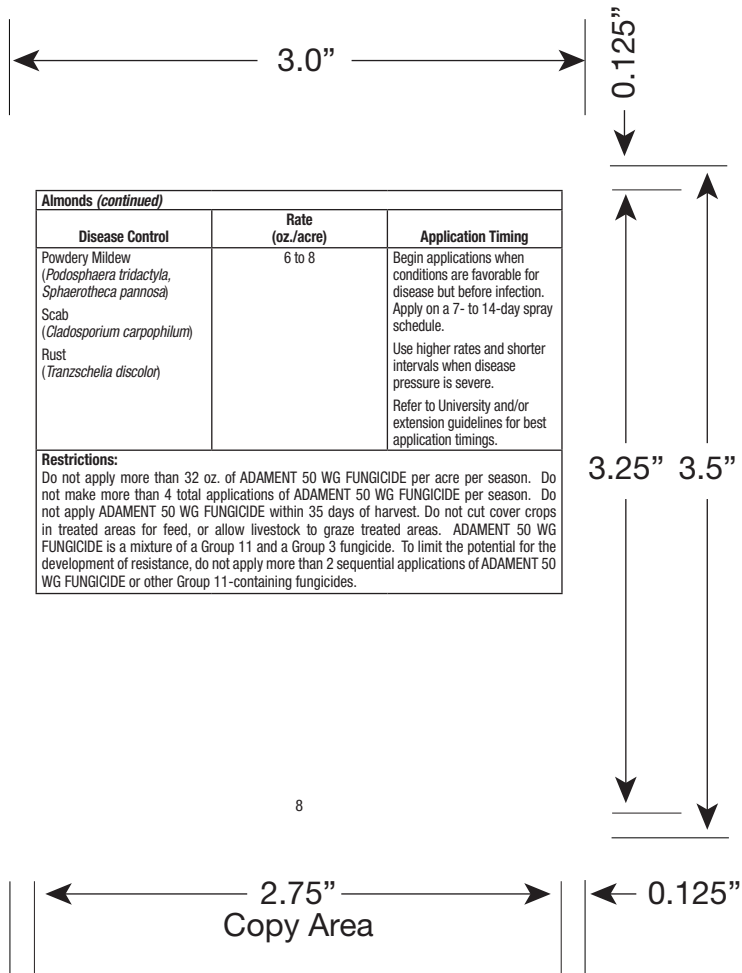 3.0”
0.125”
Almonds (continued)
Disease Control
Rate
(oz./acre)
Application Timing
Powdery Mildew
(Podosphaera tridactyla,
Sphaerotheca pannosa)
Scab
(Cladosporium carpophilum)
Rust
(Tranzschelia discolor)
6 to 8
Begin applications when
conditions are favorable for
disease but before infection.
Apply on a 7- to 14-day spray
schedule.
Use higher rates and shorter
intervals when disease
pressure is severe.
Refer to University and/or
extension guidelines for best
application timings.
Restrictions:
Do not apply more than 32 oz. of ADAMENT 50 WG FUNGICIDE per acre per season. Do
not make more than 4 total applications of ADAMENT 50 WG FUNGICIDE per season. Do
not apply ADAMENT 50 WG FUNGICIDE within 35 days of harvest. Do not cut cover crops
in treated areas for feed, or allow livestock to graze treated areas. ADAMENT 50 WG
FUNGICIDE is a mixture of a Group 11 and a Group 3 fungicide. To limit the potential for the
development of resistance, do not apply more than 2 sequential applications of ADAMENT 50
WG FUNGICIDE or other Group 11-containing fungicides.
3.25” 3.5”
8
2.75”
Copy Area
0.125”